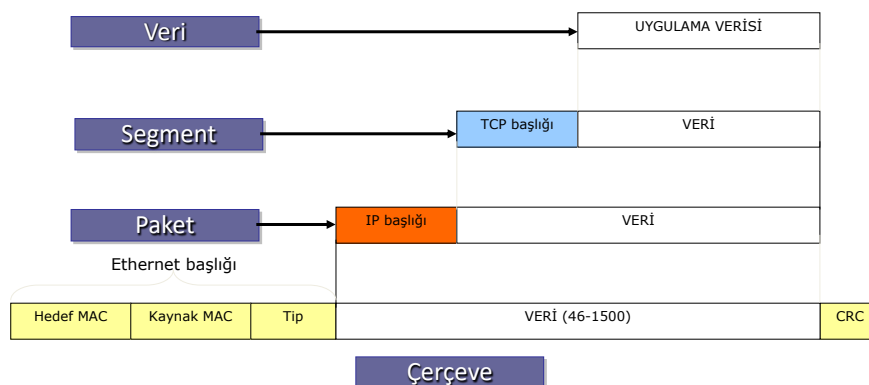 Veri
UYGULAMA VERİSİ
Segment
TCP başlığı
VERİ
Paket
IP başlığı
VERİ
Ethernet başlığı
Hedef MAC
Kaynak MAC
Tip
VERİ (46-1500)
CRC
Çerçeve